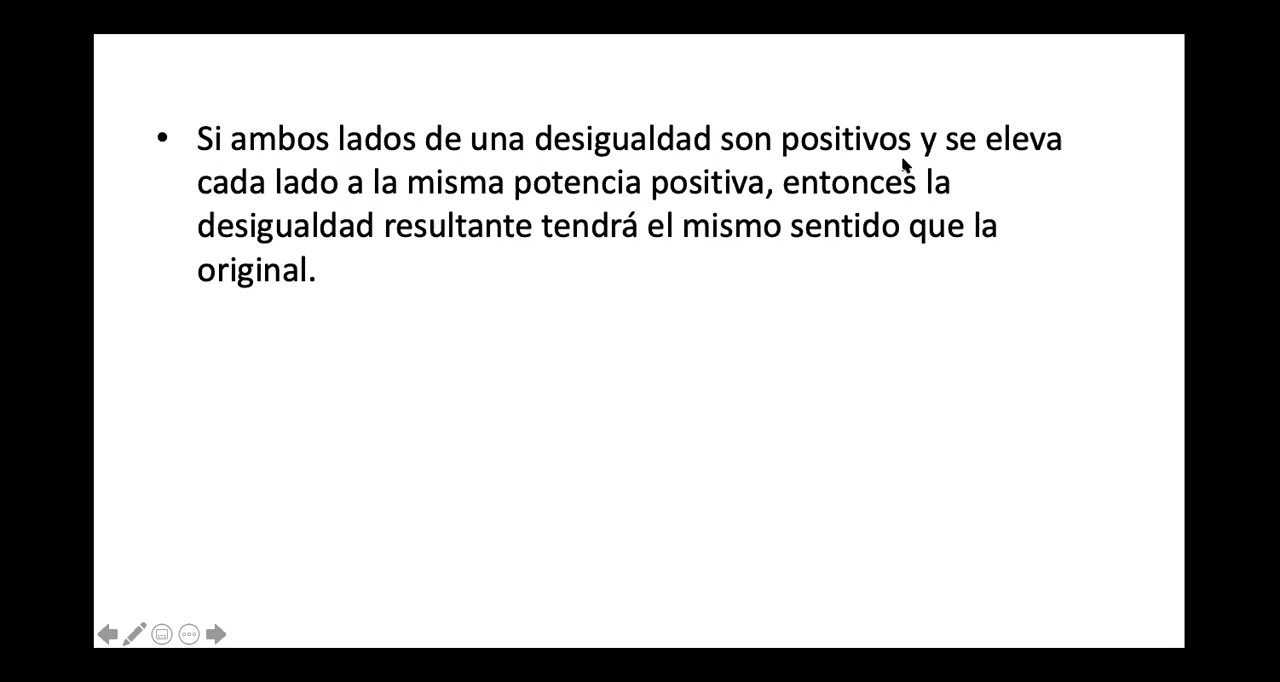 • Si ambos lados de una desigualdad son positivos y se eleva
cada lado a la misma potencia positiva, entonces la
desigualdad resultante tendrá el mismo sentido que la
original.